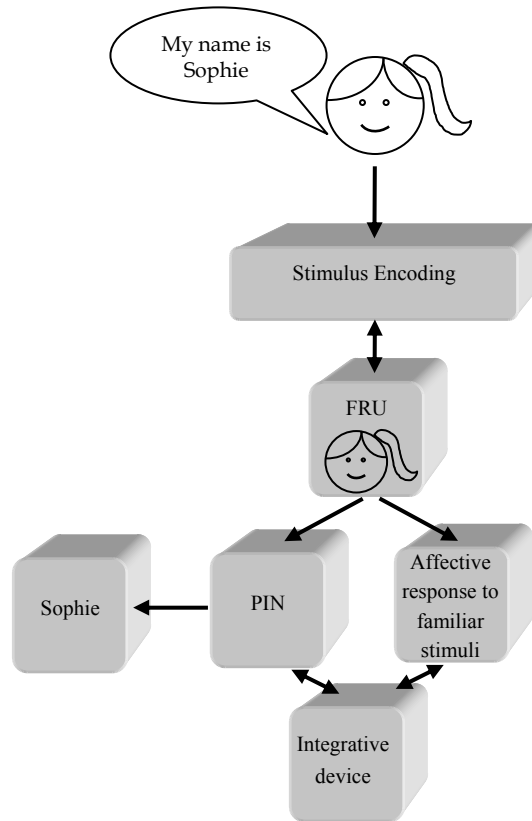 My name is
Sophie
Stimulus Encoding
FRU
Sophie
PIN
Affective
response to
familiar
stimuli
Integrative
device